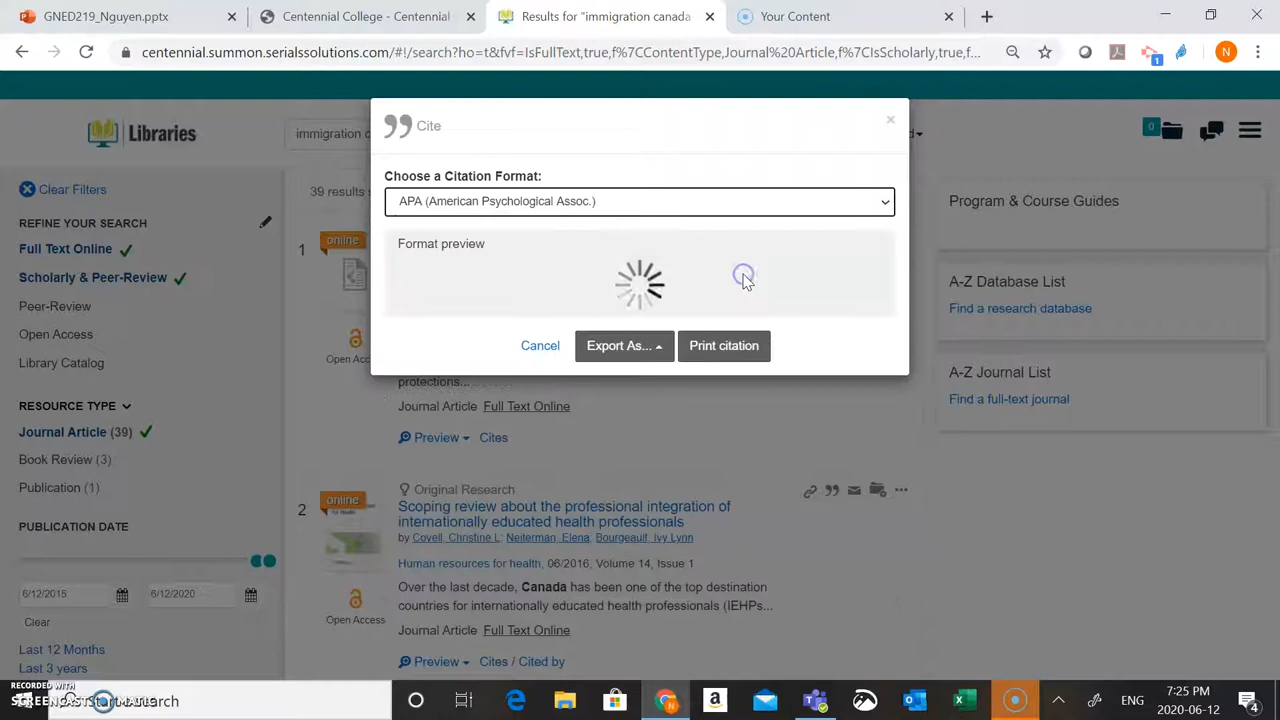 GNED219_Nguyen.pptx
Centennial College - Centennial
Results for "immigration canada
Your Content
centennial.summon.serialssolutions.com/#!/search?ho=t&fvf=IsFullText,true,f%7CContentType,Journal%20Article,f%7CIsScholarly,true,f%7C...
1
N
Libraries
immigration c
0
Clear Filters
39 results
REFINE YOUR SEARCH
Full Text Online
Scholarly & Peer-Review
Peer-Review
Open Access
Library Catalog
RESOURCE TYPE
Journal Article (39)
Book Review (3)
Publication (1)
PUBLICATION DATE
6/12/2015
6/12/2020
Clear
Last 12 Months
Last 3 years
Cite
×
Choose a Citation Format:
APA (American Psychological Assoc.)
Format preview
Cancel
Export As...
Print citation
1
online
Open Acc
protections...
Journal Article Full Text Online
Preview Cites
2
online
Open Access
Original Research
Scoping review about the professional integration of
internationally educated health professionals
by Covell, Christine L; Neiterman, Elena; Bourgeault, Ivy Lynn
Human resources for health, 06/2016, Volume 14, Issue 1
Over the last decade, Canada has been one of the top destination
countries for internationally educated health professionals (IEHPs...
Journal Article Full Text Online
Preview Cites / Cited by
Program & Course Guides
A-Z Database List
Find a research database
A-Z Journal List
Find a full-text journal
RECORDED WITH
ENG
7:25 PM
2020-06-12
4